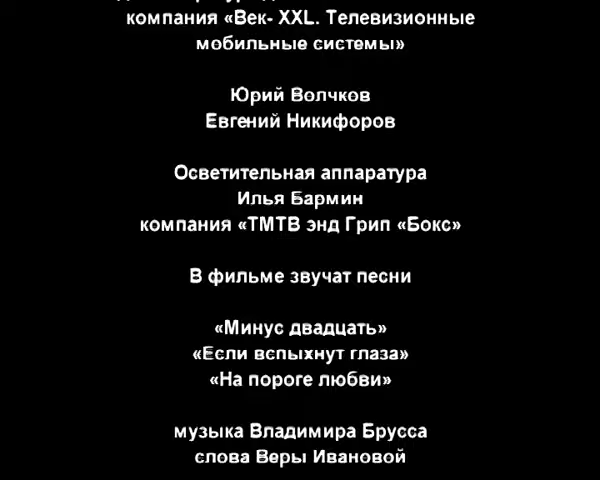 компания «Век- XXL. Телевизионные
мобильные системы»
Юрий Волчков
Евгений Никифоров
Осветительная аппаратура
Илья Бармин
компания «ТМТВ энд Грип «Бокс»
В фильме звучат песни
«Минус двадцать»
«Если вспыхнут глаза»
«На пороге любви»
музыка Владимира Брусса
слова Веры Ивановой